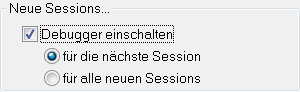 Neue Sessions...
Debugger einschalten
für die nächste Session
für alle neuen Sessions